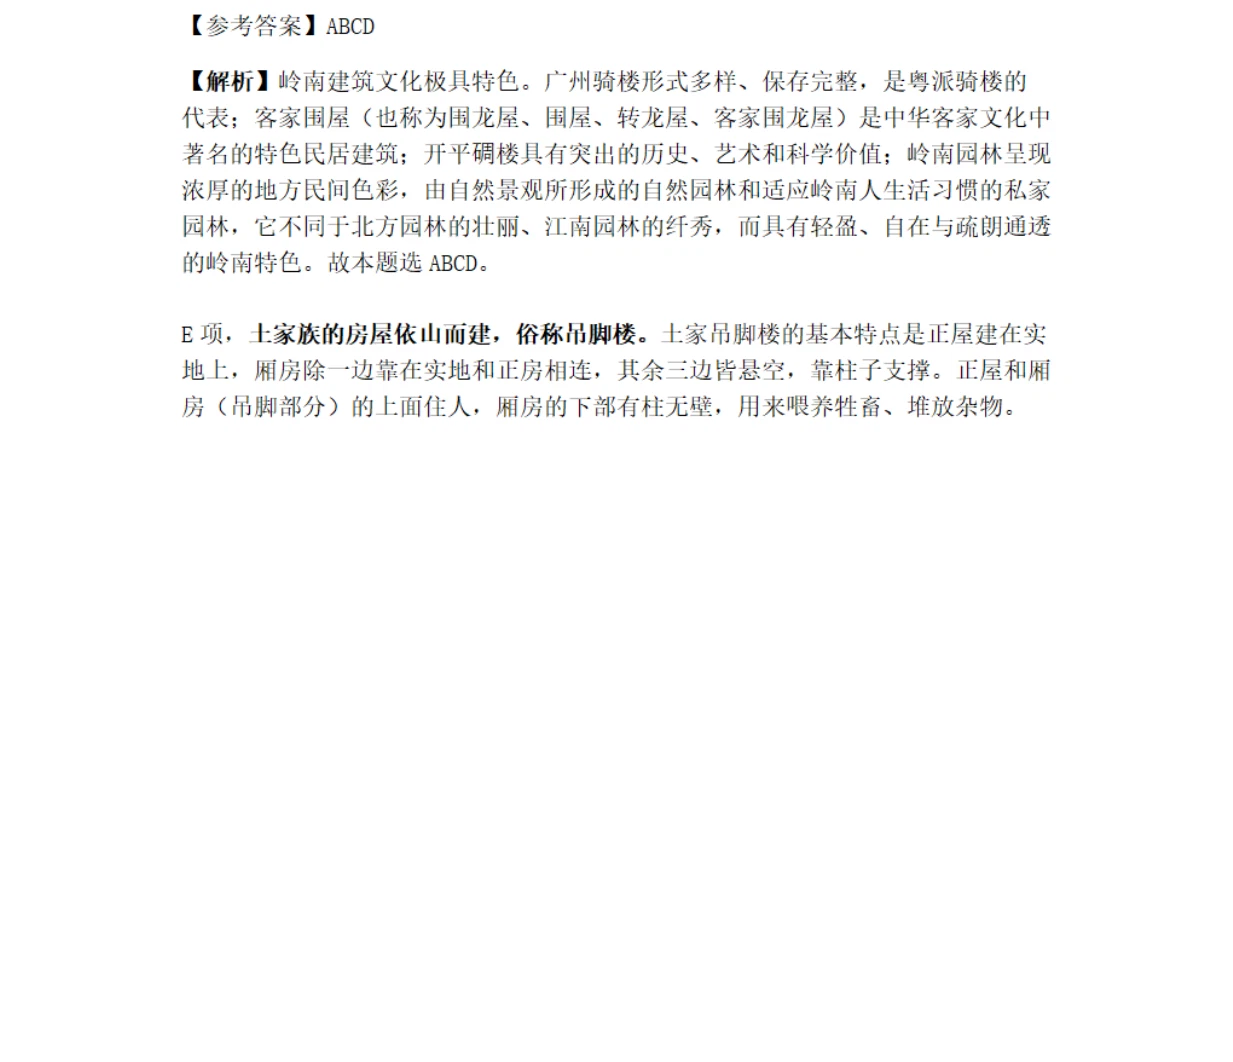 【参考答案】ABCD
【解析】岭南建筑文化极具特色。广州骑楼形式多样、保存完整，是粤派骑楼的
代表；客家围屋（也称为围龙屋、围屋、转龙屋、客家围龙屋）是中华客家文化中
著名的特色民居建筑；开平碉楼具有突出的历史、艺术和科学价值；岭南园林呈现
浓厚的地方民间色彩，由自然景观所形成的自然园林和适应岭南人生活习惯的私家
园林，它不同于北方园林的壮丽、江南园林的纤秀，而具有轻盈、自在与疏朗通透
的岭南特色。故本题选 ABCD。
E 项，土家族的房屋依山而建，俗称吊脚楼。土家吊脚楼的基本特点是正屋建在实
地上，厢房除一边靠在实地和正房相连，其余三边皆悬空，靠柱子支撑。正屋和厢
房（吊脚部分）的上面住人，厢房的下部有柱无壁，用来喂养牲畜、堆放杂物。